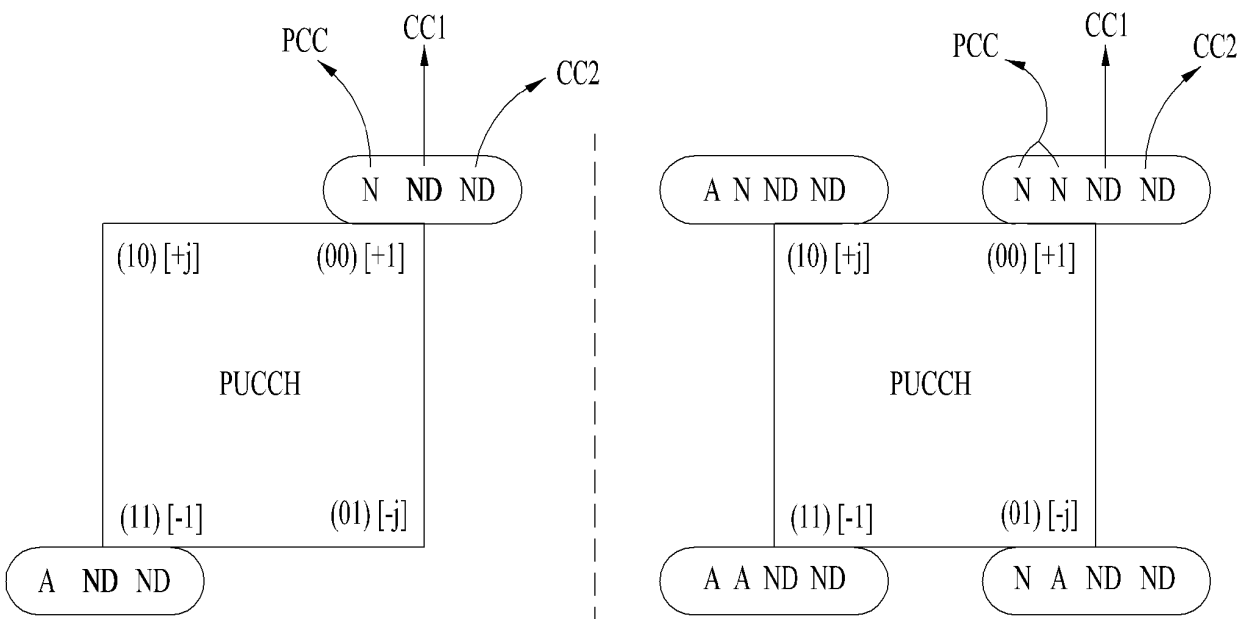 PCC CC1 CC2
N ND ND
(10) [+j] (00) [+1]
PUCCH
(11) [-1] (01) [-j]
A ND ND
PCC CC1 CC2
A N ND ND N N ND ND
(10) [+j] (00) [+1]
PUCCH
(11) [-1] (01) [-j]
A A ND ND N A ND ND